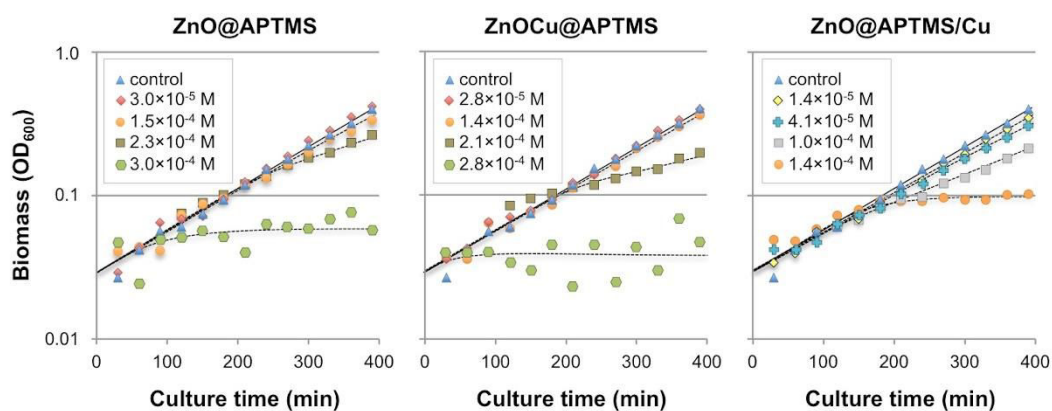 ZnO@APTMS
ZnOCu@APTMS
ZnO@APTMS/Cu
Biomass (OD₆₀₀)
1.0
0.1
0.01
control
3.0×10⁻⁵ M
1.5×10⁻⁴ M
2.3×10⁻⁴ M
3.0×10⁻⁴ M
control
2.8×10⁻⁵ M
1.4×10⁻⁴ M
2.1×10⁻⁴ M
2.8×10⁻⁴ M
control
1.4×10⁻⁵ M
4.1×10⁻⁵ M
1.0×10⁻⁴ M
1.4×10⁻⁴ M
0 100 200 300 400
0 100 200 300 400
0 100 200 300 400
Culture time (min)
Culture time (min)
Culture time (min)